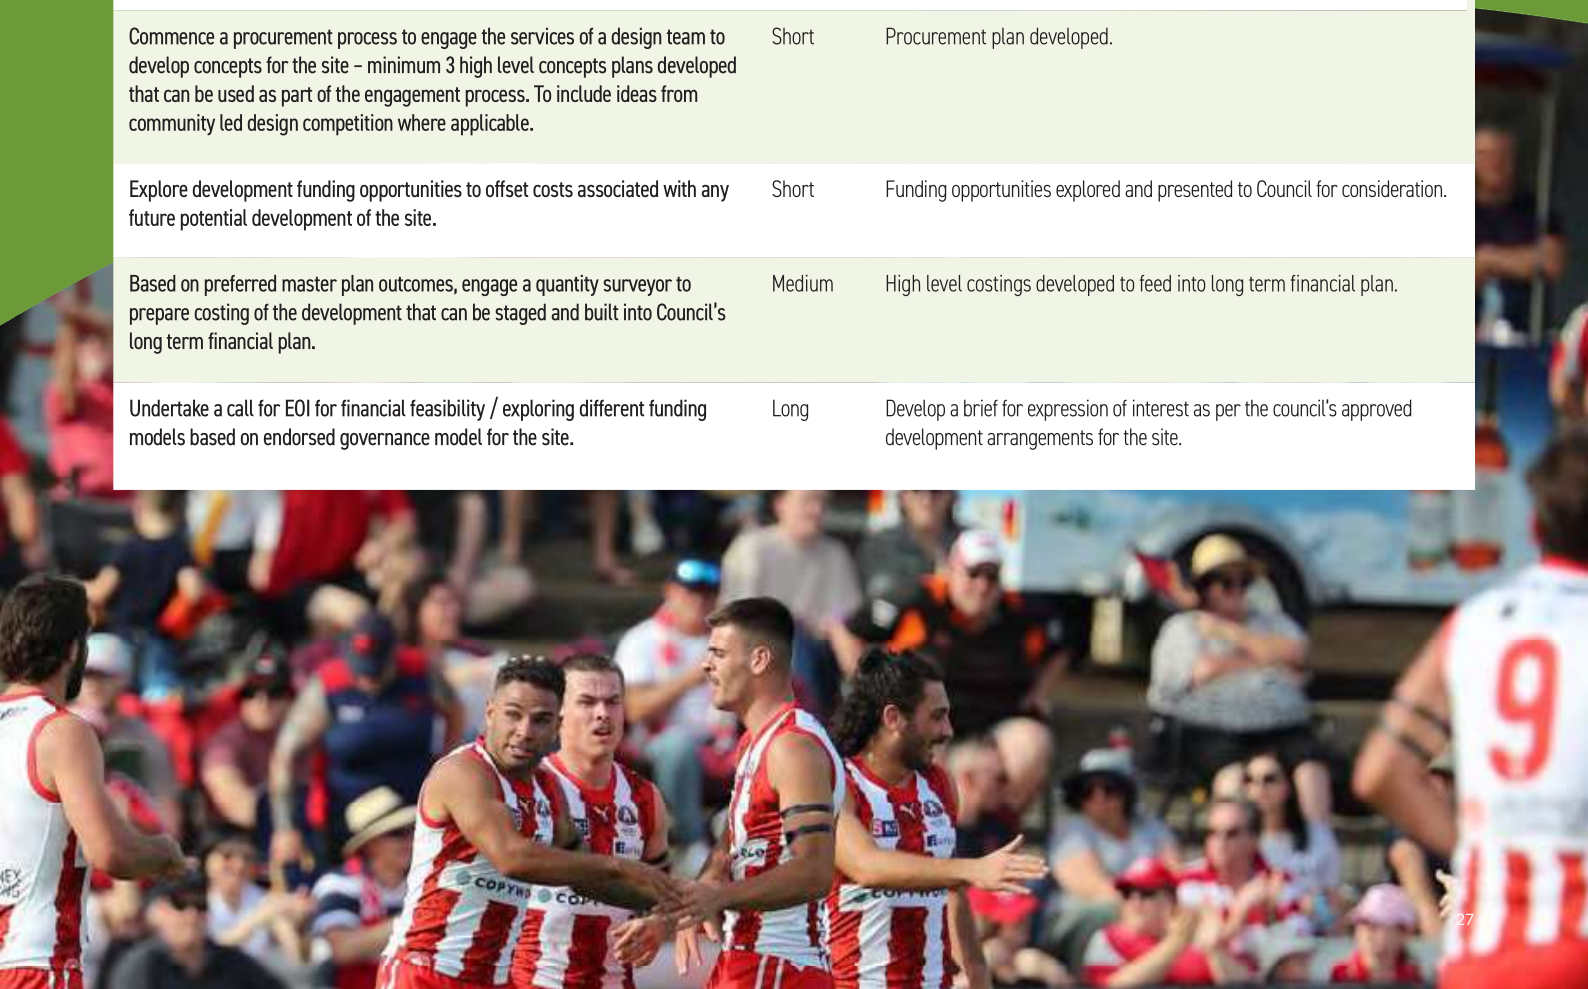 Commence a procurement process to engage the services of a design team to
develop concepts for the site – minimum 3 high level concepts plans developed
that can be used as part of the engagement process. To include ideas from
community led design competition where applicable.
Short
Procurement plan developed.
Explore development funding opportunities to offset costs associated with any
future potential development of the site.
Short
Funding opportunities explored and presented to Council for consideration.
Based on preferred master plan outcomes, engage a quantity surveyor to
prepare costing of the development that can be staged and built into Council's
long term financial plan.
Medium
High level costings developed to feed into long term financial plan.
Undertake a call for EOI for financial feasibility / exploring different funding
models based on endorsed governance model for the site.
Long
Develop a brief for expression of interest as per the council's approved
development arrangements for the site.
9
27